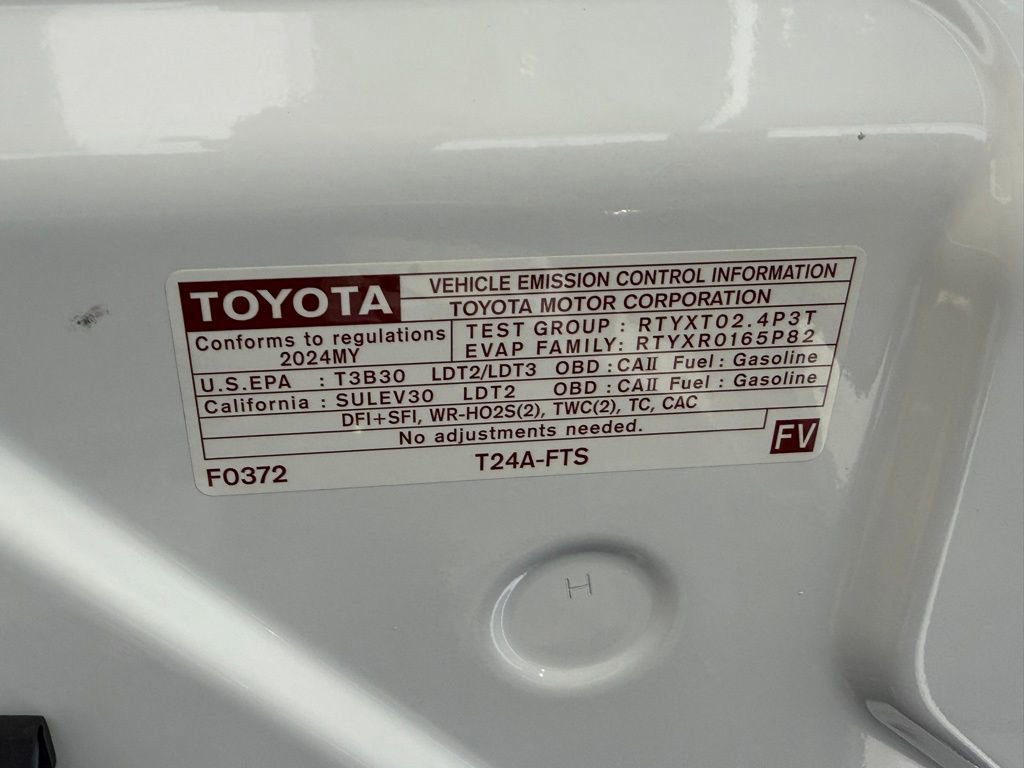 TOYOTA
VEHICLE EMISSION CONTROL INFORMATION
TOYOTA MOTOR CORPORATION
Conforms to regulations
2024MY
TEST GROUP : RTYXT02.4P3T
EVAP FAMILY: RTYXR0165P82
U.S.EPA : T3B30 LDT2/LDT3 OBD : CAII Fuel : Gasoline
California : SULEV30 LDT2 OBD : CAII Fuel : Gasoline
DFI+SFI, WR-HO2S(2), TWC(2), TC, CAC
No adjustments needed.
FV
F0372
T24A-FTS
H